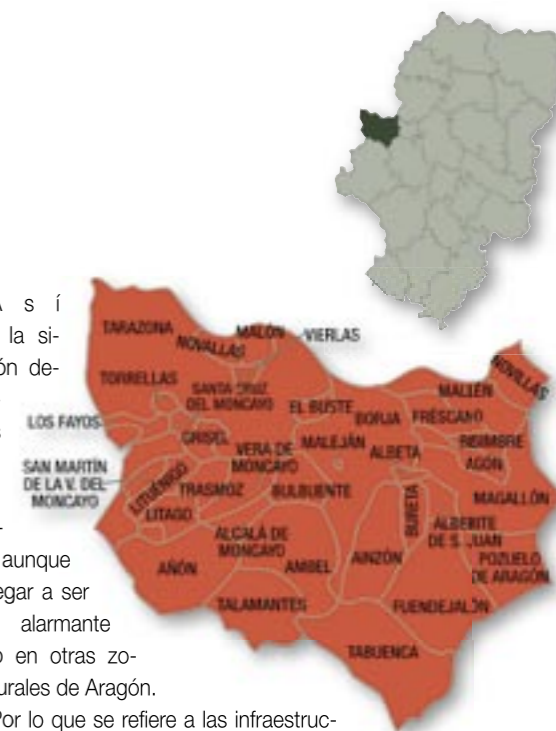 A s í
la si-
ón de-
TARAZONA
NOVALLAS
MALÓN
VIERLAS
TORRELLAS
SANTA CRUZ
DEL MONCAYO
EL BUSTE
BORJA
MALLÉN
NOVILLAS
FRÉSCANO
LOS FAYOS
GRISEL
VERA DE
MONCAYO
MALEJÁN
ALBETA
BISIMBRE
AGÓN
SAN MARTÍN
DE LA V. DEL
MONCAYO
LITUÉNIGO
TRASMOZ
LITAGO
BULBUENTE
BURETA
MAGALLÓN
ALCALÁ DE
MONCAYO
AÑÓN
AMBEL
AINZÓN
ALBERITE
DE S. JUAN
POZUELO
DE ARAGÓN
TALAMANTES
FUENDEJALÓN
TABUENCA
aunque
egar a ser
alarmante
o en otras zo-
urales de Aragón.
Por lo que se refiere a las infraestruc-